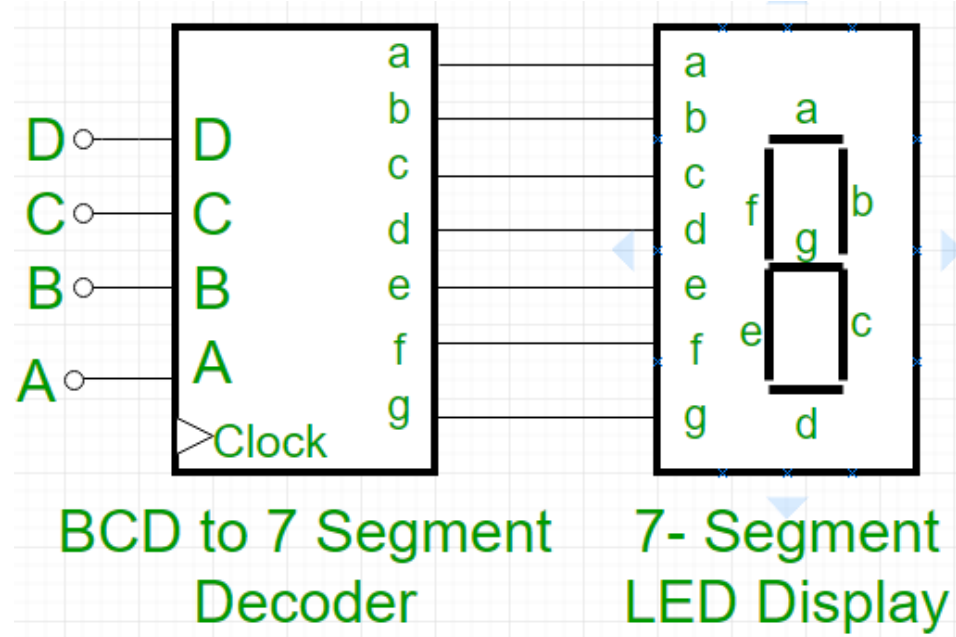 a
a
b
a
D
D
b
c
c
f
b
C
C
d
d
g
B
B
e
e
e
c
A
A
f
f
g
g
d
Clock
BCD to 7 Segment
Decoder
7- Segment
LED Display